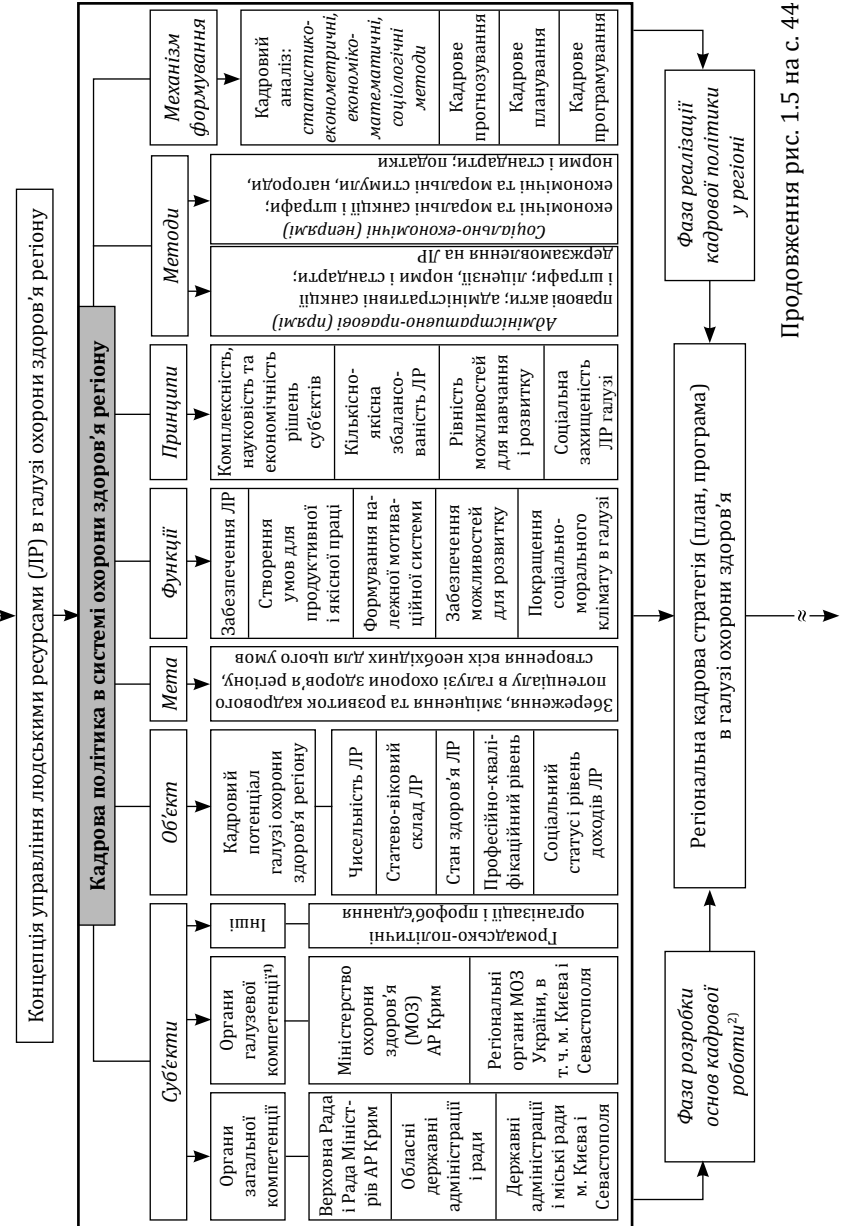 Концепція управління людськими ресурсами (ЛР) в галузі охорони здоров'я регіону
Кадрова політика в системі охорони здоров'я регіону
Суб'єкти
Органи
загальної
компетенції
Верховна Рада
і Рада Мініст-
рів АР Крим
Обласні
державні
адміністрації
і ради
Державні
адміністрації
і міські ради
м. Києва і
Севастополя
Органи
галузевої
компетенції¹⁾
Міністерство
охорони
здоров'я
(МОЗ)
АР Крим
Регіональні
органи МОЗ
України, в
т. ч. м. Києва і
Севастополя
Інші
Громадсько-політичні
організації і профоб'єднання
Об'єкт
Кадровий
потенціал
галузі охорони
здоров'я регіону
Чисельність ЛР
Статево-віковий
склад ЛР
Стан здоров'я ЛР
Професійно-квалі-
фікаційний рівень
Соціальний
статус і рівень
доходів ЛР
Мета
Збереження, зміцнення та розвиток кадрового
потенціалу в галузі охорони здоров'я регіону,
створення всіх необхідних для цього умов
Функції
Забезпечення ЛР
Створення
умов для
продуктивної
і якісної праці
Формування на-
лежної мотива-
ційної системи
Забезпечення
можливостей
для розвитку
Покращення
соціально-
морального
клімату в галузі
Принципи
Комплексність,
науковість та
економічність
рішень
суб'єктів
Кількісно-
якісна
збалансо-
ваність ЛР
Рівність
можливостей
для навчання
і розвитку
Соціальна
захищеність
ЛР галузі
Методи
Адміністративно-правові (прямі)
правові акти; адміністративні санкції
і штрафи; ліцензії, норми і стандарти;
держзамовлення на ЛР
Соціально-економічні (непрямі)
економічні та моральні санкції і штрафи;
економічні та моральні стимули, нагороди,
норми і стандарти; податки
Механізм
формування
Кадровий
аналіз:
статистико-
економетричні,
економіко-
математичні,
соціологічні
методи
Кадрове
прогнозування
Кадрове
планування
Кадрове
програмування
Фаза розробки
основ кадрової
роботи²⁾
Регіональна кадрова стратегія (план, програма)
в галузі охорони здоров'я
Фаза реалізації
кадрової політики
у регіоні
≈
Продовження рис. 1.5 на с. 44